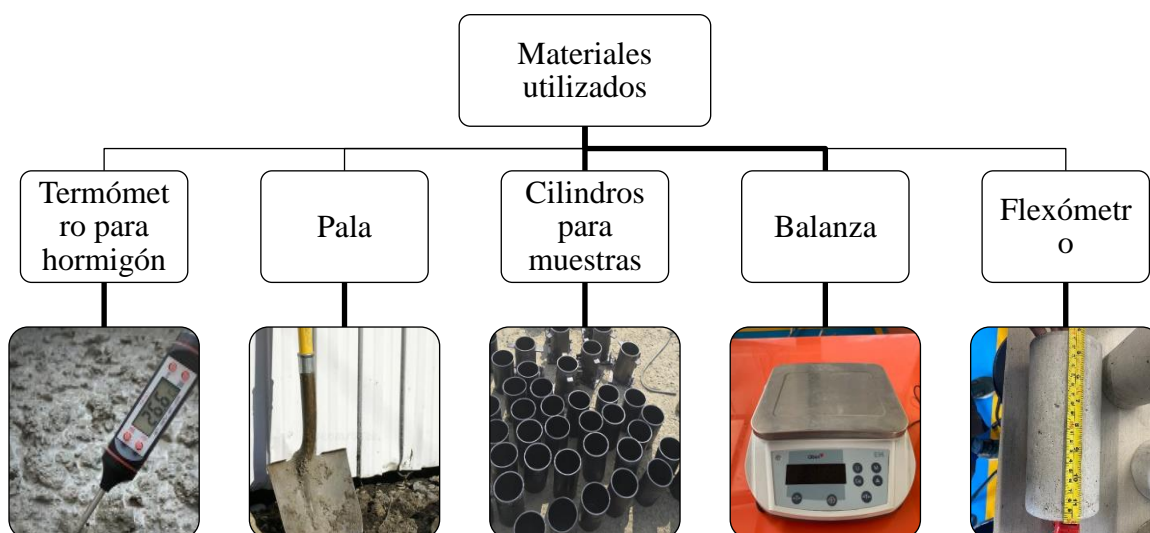 Materiales
utilizados
Termómet
ro para
hormigón
Pala
Cilindros
para
muestras
Balanza
Flexómetr
o